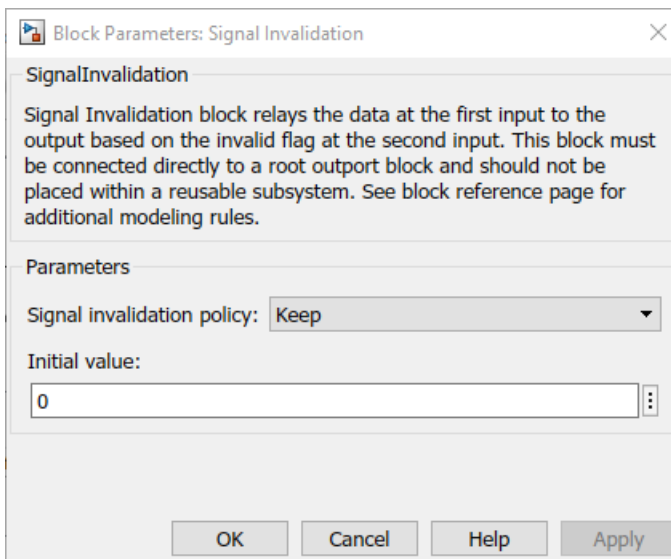 Block Parameters: Signal Invalidation
SignalInvalidation
Signal Invalidation block relays the data at the first input to the
output based on the invalid flag at the second input. This block must
be connected directly to a root outport block and should not be
placed within a reusable subsystem. See block reference page for
additional modeling rules.
Parameters
Signal invalidation policy: Keep
Initial value:
0
OK Cancel Help Apply